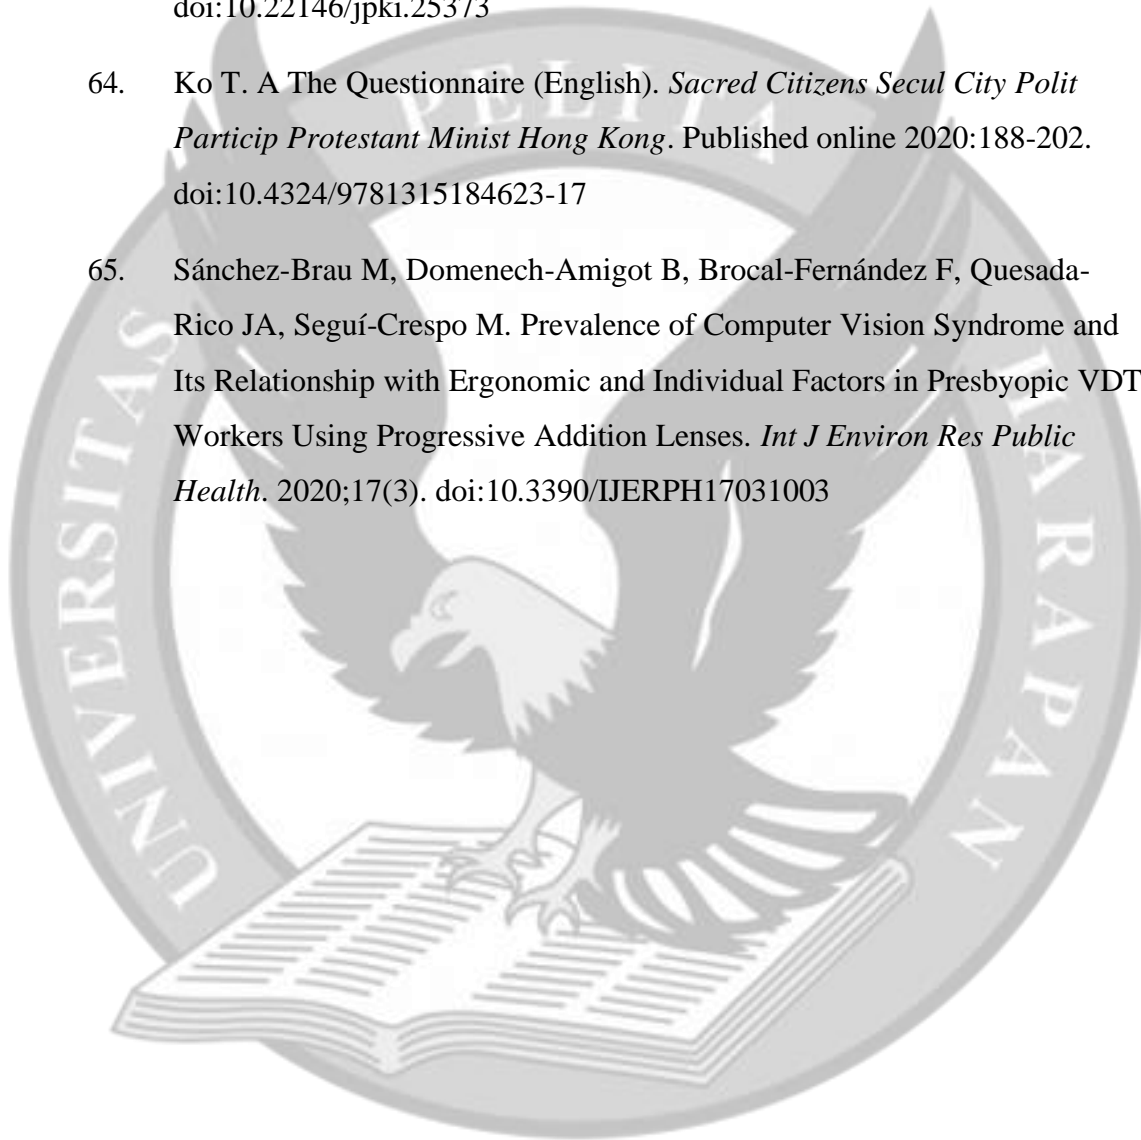 doi:10.22146/jpki.25373
64. Ko T. A The Questionnaire (English). Sacred Citizens Secul City Polit
Particip Protestant Minist Hong Kong. Published online 2020:188-202.
doi:10.4324/9781315184623-17
65. Sánchez-Brau M, Domenech-Amigot B, Brocal-Fernández F, Quesada-
Rico JA, Seguí-Crespo M. Prevalence of Computer Vision Syndrome and
Its Relationship with Ergonomic and Individual Factors in Presbyopic VDT
Workers Using Progressive Addition Lenses. Int J Environ Res Public
Health. 2020;17(3). doi:10.3390/IJERPH17031003
UNIVERSITAS PELITA HARAPAN